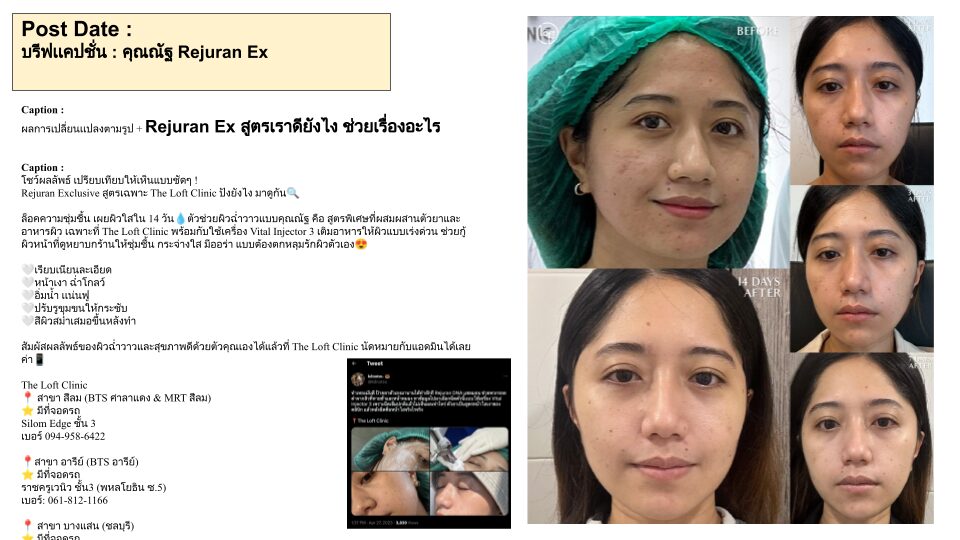 Post Date :
บรีฟแคปชั่น : คุณณัฐ Rejuran Ex
Caption :
ผลการเปลี่ยนแปลงตามรูป + Rejuran Ex สูตรเราดียังไง ช่วยเรื่องอะไร
Caption :
โชว์ผลลัพธ์ เปรียบเทียบให้เห็นแบบชัดๆ !
Rejuran Exclusive สูตรเฉพาะ The Loft Clinic ปังยังไง มาดูกัน🔍
ล็อคความชุ่มชื้น เผยผิวใสใน 14 วัน💧ตัวช่วยผิวฉ่ำวาวแบบคุณณัฐ คือ สูตรพิเศษที่ผสมผสานตัวยาและ
อาหารผิว เฉพาะที่ The Loft Clinic พร้อมกับใช้เครื่อง Vital Injector 3 เติมอาหารให้ผิวแบบเร่งด่วน ช่วยกู้
ผิวหน้าที่ดูหยาบกร้านให้ชุ่มชื้น กระจ่างใส มีออร่า แบบต้องตกหลุมรักผิวตัวเอง😍
🤍เรียบเนียนละเอียด
🤍หน้าเงา ฉ่ำโกลว์
🤍อิ่มน้ำ แน่นฟู
🤍ปรับรูขุมขนให้กระชับ
🤍สีผิวสม่ำเสมอขึ้นหลังทำ
สัมผัสผลลัพธ์ของผิวฉ่ำวาวและสุขภาพดีด้วยตัวคุณเองได้แล้วที่ The Loft Clinic นัดหมายกับแอดมินได้เลย
ค่า📱
The Loft Clinic
📍 สาขา สีลม (BTS ศาลาแดง & MRT สีลม)
⭐ มีที่จอดรถ
Silom Edge ชั้น 3
เบอร์ 094-958-6422
📍สาขา อารีย์ (BTS อารีย์)
⭐ มีที่จอดรถ
ราชครูเวนิว ชั้น3 (พหลโยธิน ซ.5)
เบอร์: 061-812-1166
📍 สาขา บางแสน (ชลบุรี)
⭐ มีที่จอดรถ
Tweet
The Loft Clinic
BEFORE
14 DAYS
AFTER
AFTER
AFTER
AFTER